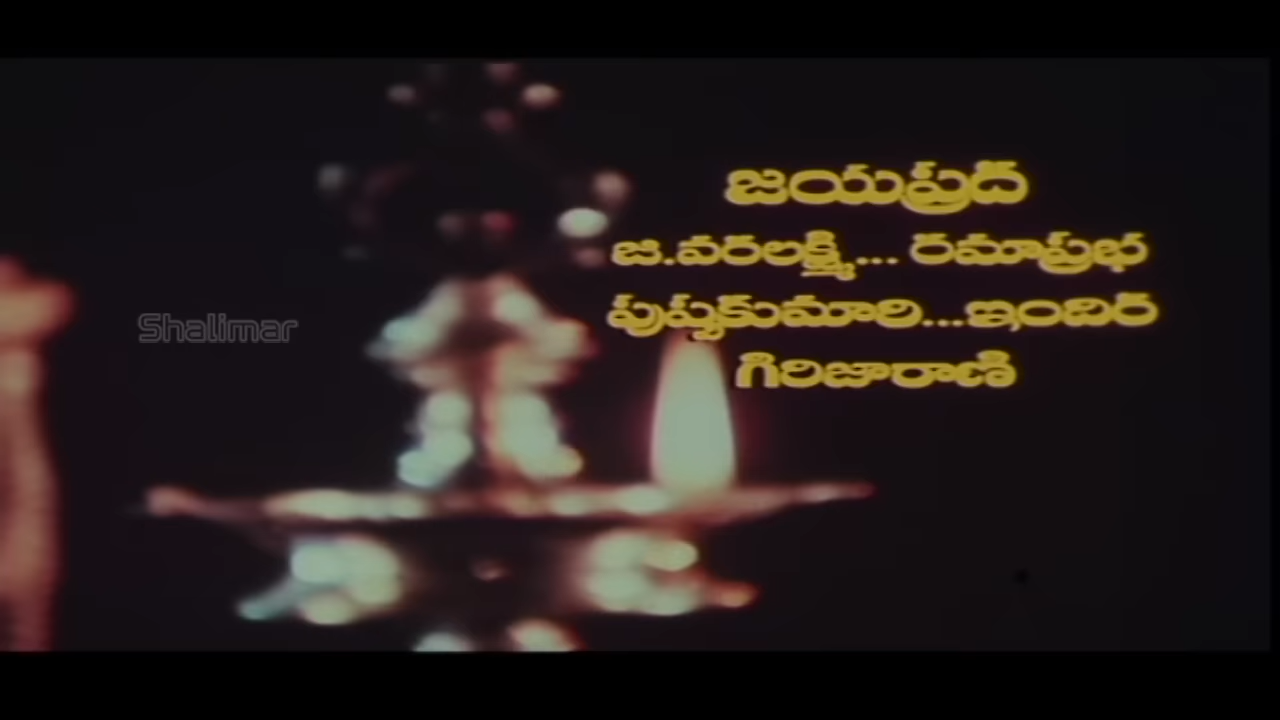 జయప్రద
జి.వరలక్ష్మి... రమాప్రభ
పుష్పకుమారి...ఇందిర
గిరిజారాణి
Shalimar